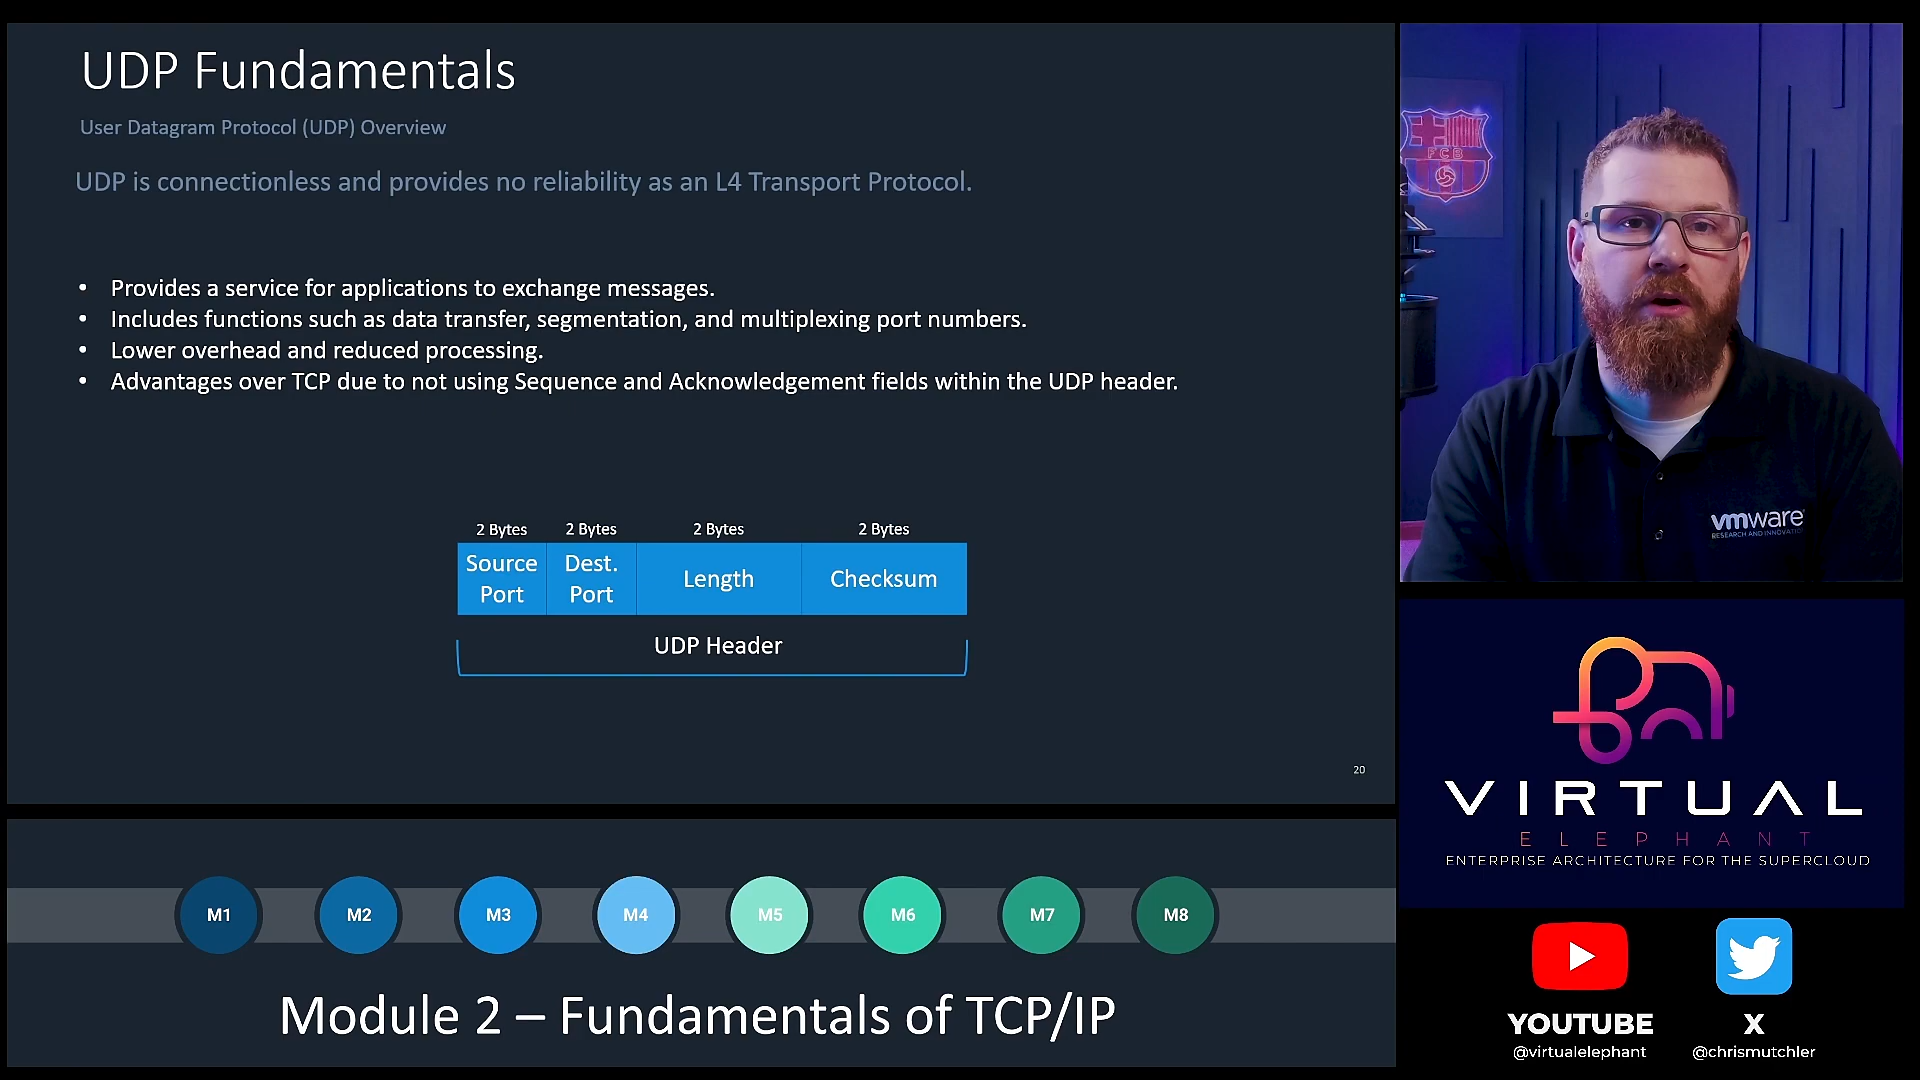 UDP Fundamentals
User Datagram Protocol (UDP) Overview
UDP is connectionless and provides no reliability as an L4 Transport Protocol.
• Provides a service for applications to exchange messages.
• Includes functions such as data transfer, segmentation, and multiplexing port numbers.
• Lower overhead and reduced processing.
• Advantages over TCP due to not using Sequence and Acknowledgement fields within the UDP header.
2 Bytes 2 Bytes 2 Bytes 2 Bytes
Source Port Dest. Port Length Checksum
UDP Header
20
M1 M2 M3 M4 M5 M6 M7 M8
Module 2 – Fundamentals of TCP/IP
FCB
vmware
RESEARCH AND INNOVATION
VIRTUAL
ELEPHANT
ENTERPRISE ARCHITECTURE FOR THE SUPERCLOUD
YOUTUBE
@virtualelephant
X
@chrismutchler